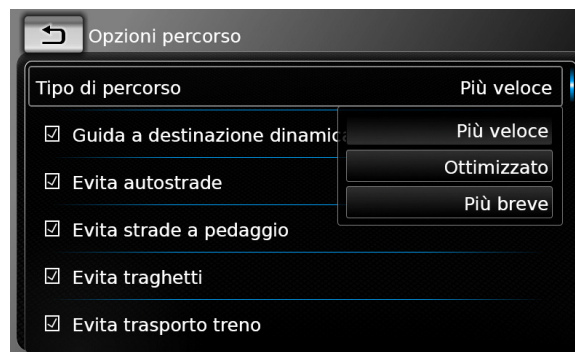 Opzioni percorso
Tipo di percorso Più veloce
Guida a destinazione dinamic
Più veloce
Evita autostrade
Ottimizzato
Più breve
Evita strade a pedaggio
Evita traghetti
Evita trasporto treno